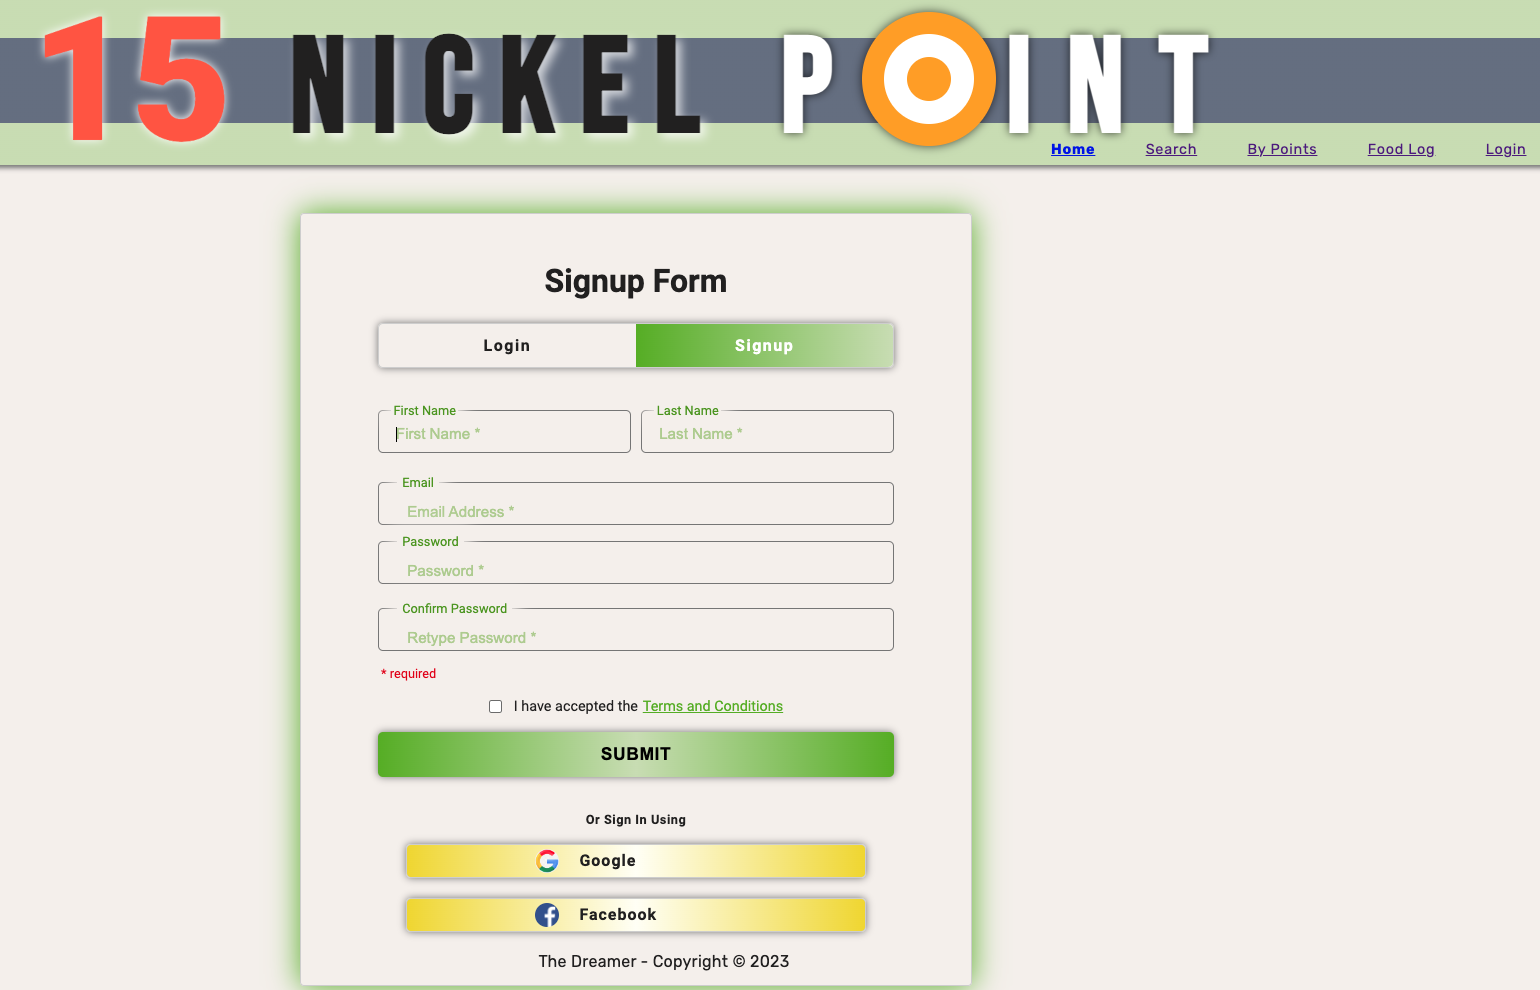 15 NICKEL POINT
Home Search By Points Food Log Login
Signup Form
Login Signup
First Name Last Name
First Name * Last Name *
Email
Email Address *
Password
Password *
Confirm Password
Retype Password *
* required
I have accepted the Terms and Conditions
SUBMIT
Or Sign In Using
Google
Facebook
The Dreamer - Copyright © 2023